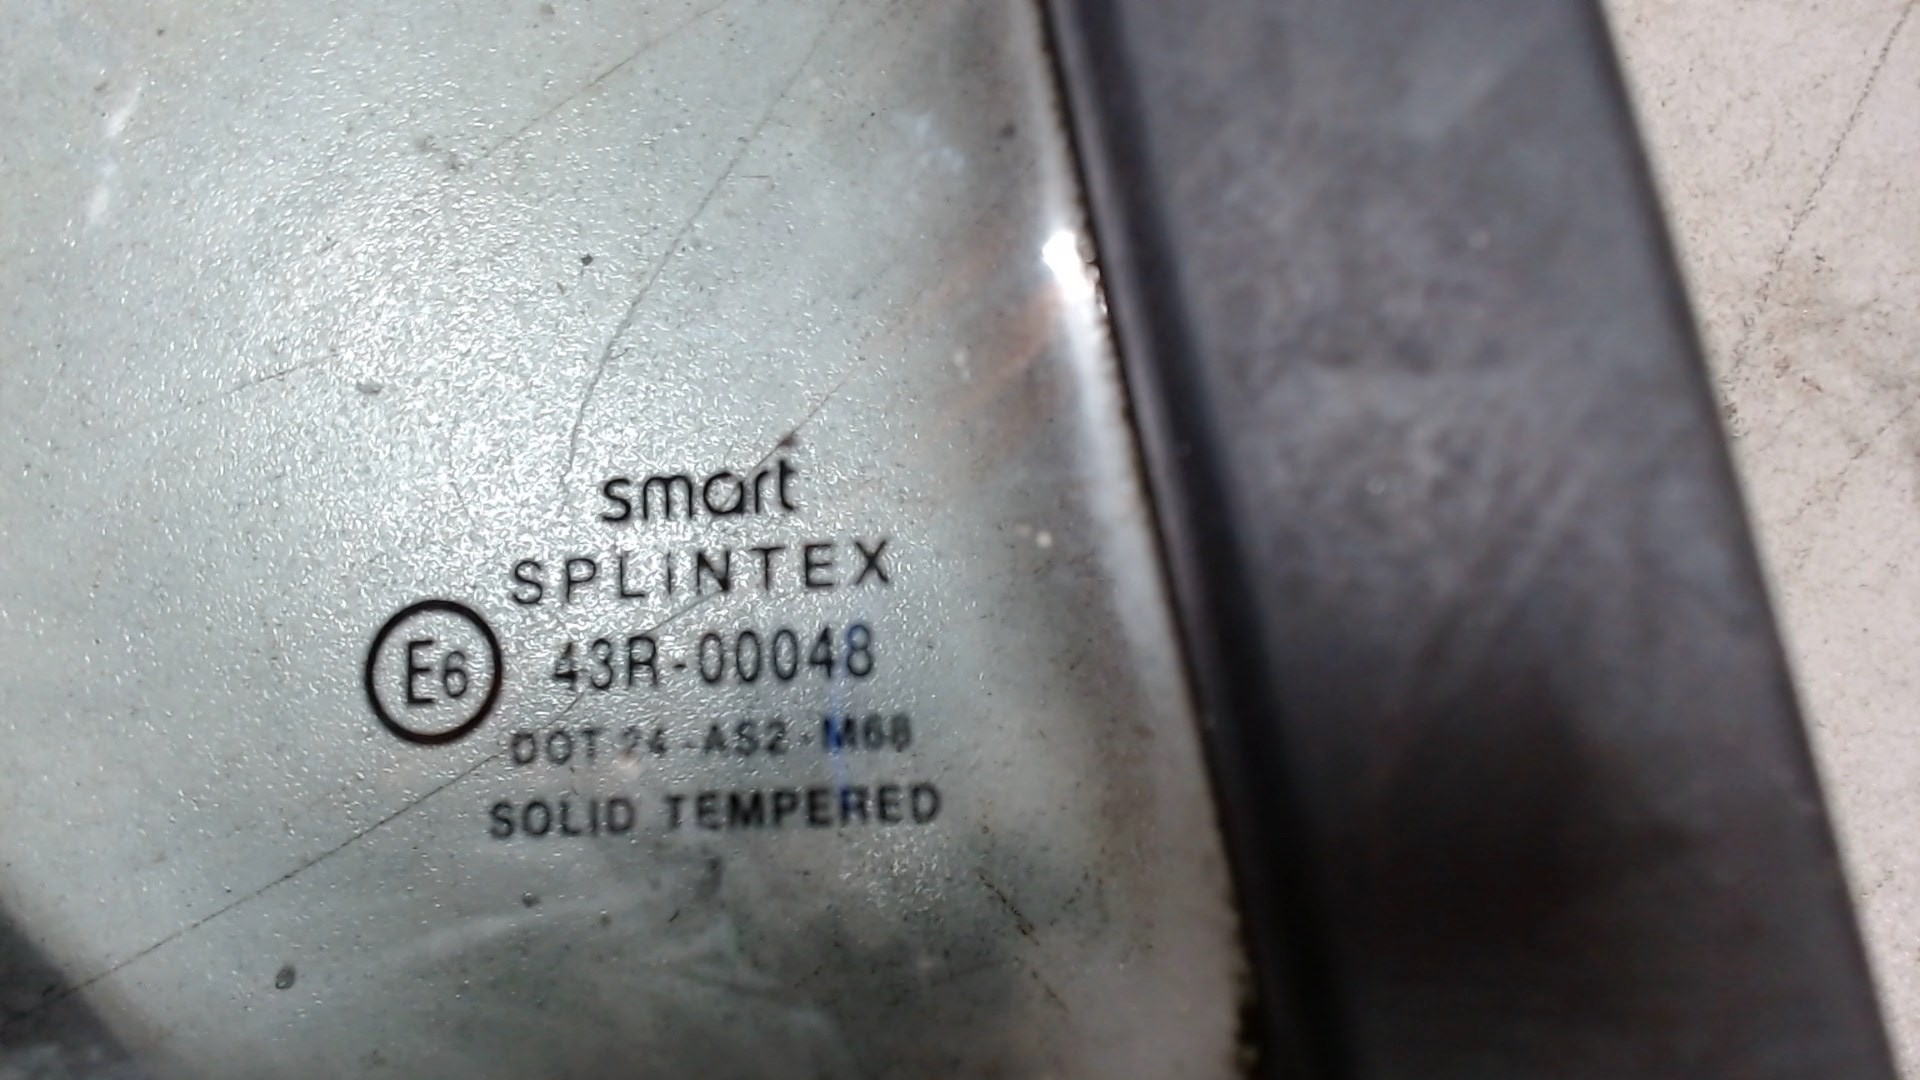 smart
SPLINTEX
E6 43R-00048
DOT 24-AS2-M68
SOLID TEMPERED